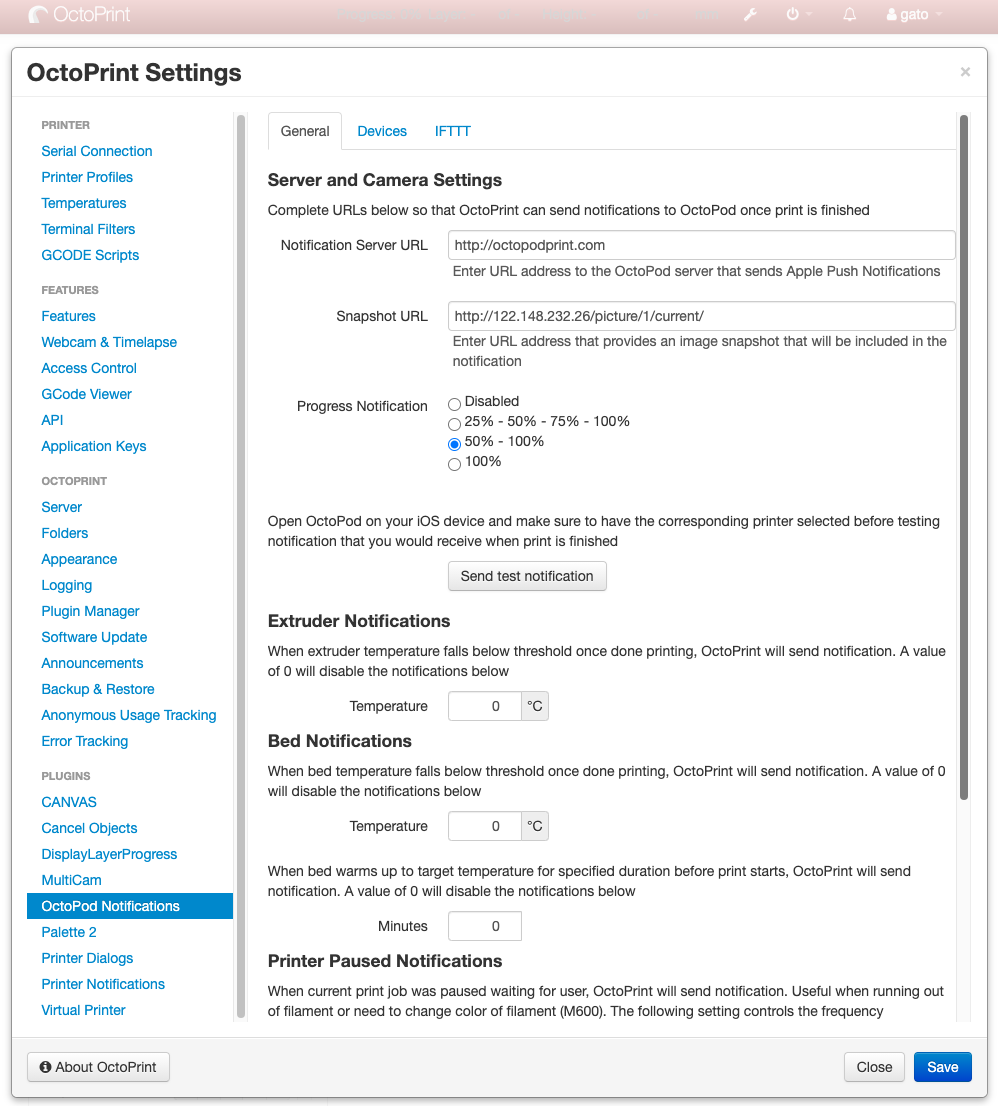 OctoPrint
gato
OctoPrint Settings
×
PRINTER
Serial Connection
Printer Profiles
Temperatures
Terminal Filters
GCODE Scripts
FEATURES
Features
Webcam & Timelapse
Access Control
GCode Viewer
API
Application Keys
OCTOPRINT
Server
Folders
Appearance
Logging
Plugin Manager
Software Update
Announcements
Backup & Restore
Anonymous Usage Tracking
Error Tracking
PLUGINS
CANVAS
Cancel Objects
DisplayLayerProgress
MultiCam
OctoPod Notifications
Palette 2
Printer Dialogs
Printer Notifications
Virtual Printer
General Devices IFTTT
Server and Camera Settings
Complete URLs below so that OctoPrint can send notifications to OctoPod once print is finished
Notification Server URL http://octopodprint.com
Enter URL address to the OctoPod server that sends Apple Push Notifications
Snapshot URL http://122.148.232.26/picture/1/current/
Enter URL address that provides an image snapshot that will be included in the
notification
Progress Notification Disabled
25% - 50% - 75% - 100%
50% - 100%
100%
Open OctoPod on your iOS device and make sure to have the corresponding printer selected before testing
notification that you would receive when print is finished
Send test notification
Extruder Notifications
When extruder temperature falls below threshold once done printing, OctoPrint will send notification. A value
of 0 will disable the notifications below
Temperature 0 °C
Bed Notifications
When bed temperature falls below threshold once done printing, OctoPrint will send notification. A value of 0
will disable the notifications below
Temperature 0 °C
When bed warms up to target temperature for specified duration before print starts, OctoPrint will send
notification. A value of 0 will disable the notifications below
Minutes 0
Printer Paused Notifications
When current print job was paused waiting for user, OctoPrint will send notification. Useful when running out
of filament or need to change color of filament (M600). The following setting controls the frequency
About OctoPrint
Close Save